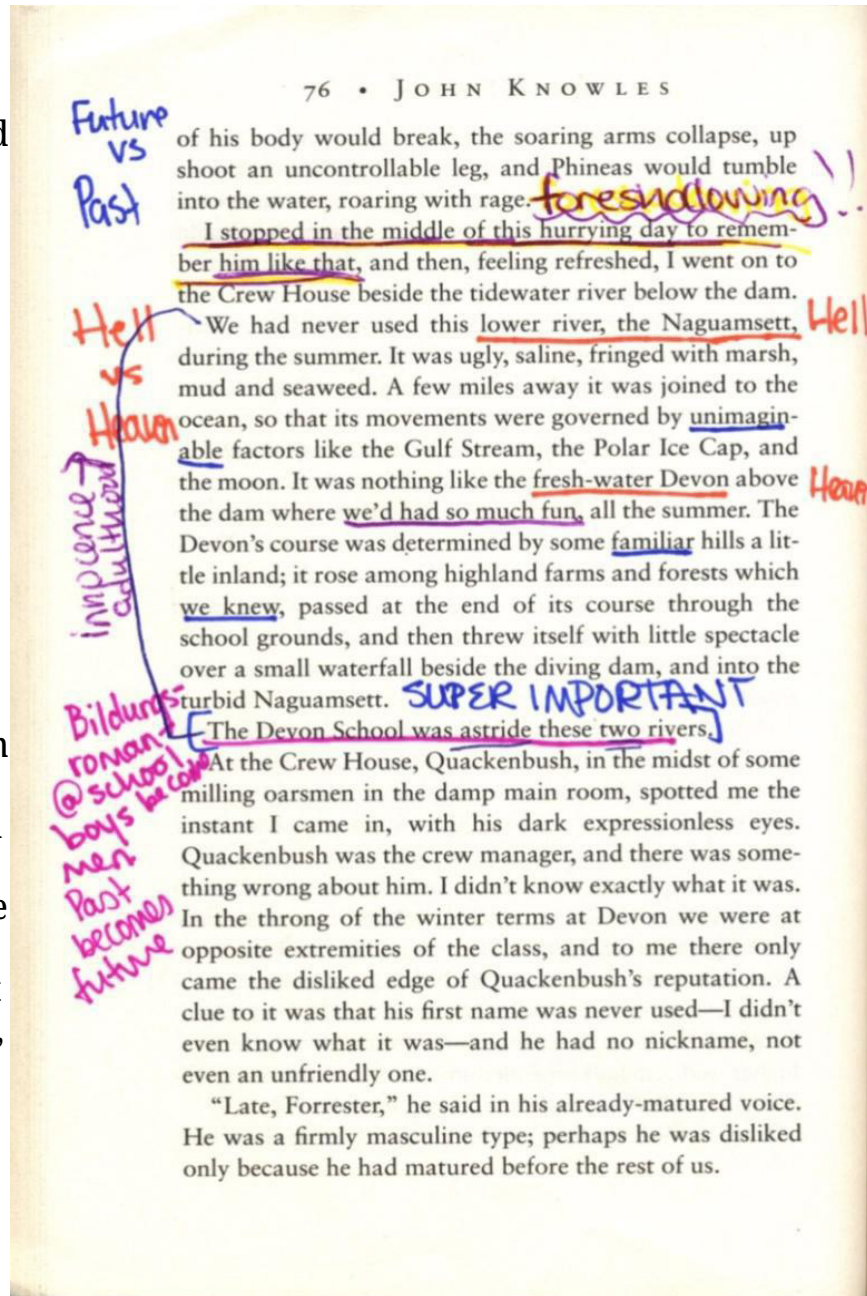 76 • JOHN KNOWLES
Future
vs
Past
of his body would break, the soaring arms collapse, up
shoot an uncontrollable leg, and Phineas would tumble
into the water, roaring with rage. foreshadowing!!
I stopped in the middle of this hurrying day to remem-
ber him like that, and then, feeling refreshed, I went on to
the Crew House beside the tidewater river below the dam.
Hell
vs
Heaven
We had never used this lower river, the Naguamsett, Hell
during the summer. It was ugly, saline, fringed with marsh,
mud and seaweed. A few miles away it was joined to the
ocean, so that its movements were governed by unimagin-
able factors like the Gulf Stream, the Polar Ice Cap, and
the moon. It was nothing like the fresh-water Devon above Heaven
the dam where we'd had so much fun, all the summer. The
Devon's course was determined by some familiar hills a lit-
tle inland; it rose among highland farms and forests which
we knew, passed at the end of its course through the
school grounds, and then threw itself with little spectacle
over a small waterfall beside the diving dam, and into the
turbid Naguamsett. SUPER IMPORTANT
innocence →
adulthood
[The Devon School was astride these two rivers.]
Bildungs-
roman-
@ school
boys become
men
Past
becomes
future
At the Crew House, Quackenbush, in the midst of some
milling oarsmen in the damp main room, spotted me the
instant I came in, with his dark expressionless eyes.
Quackenbush was the crew manager, and there was some-
thing wrong about him. I didn't know exactly what it was.
In the throng of the winter terms at Devon we were at
opposite extremities of the class, and to me there only
came the disliked edge of Quackenbush's reputation. A
clue to it was that his first name was never used—I didn't
even know what it was—and he had no nickname, not
even an unfriendly one.
"Late, Forrester," he said in his already-matured voice.
He was a firmly masculine type; perhaps he was disliked
only because he had matured before the rest of us.